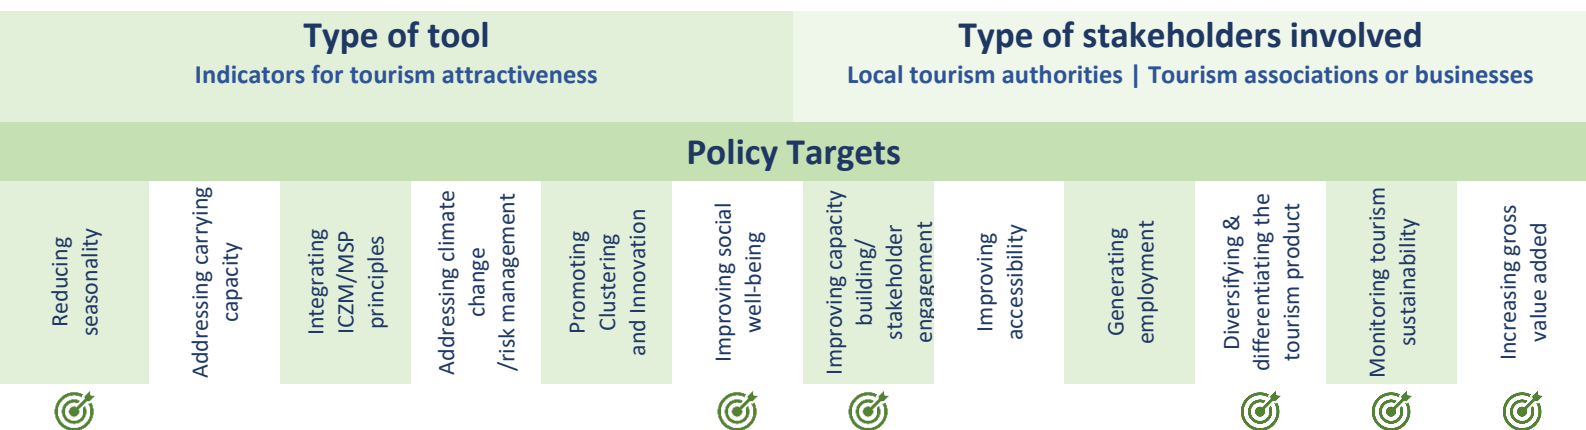 Type of tool
Indicators for tourism attractiveness
Type of stakeholders involved
Local tourism authorities | Tourism associations or businesses
Policy Targets
Reducing
seasonality
Addressing carrying
capacity
Integrating
ICZM/MSP
principles
Addressing climate
change
/risk management
Promoting
Clustering
and Innovation
Improving social
well-being
Improving capacity
building/
stakeholder
engagement
Improving
accessibility
Generating
employment
Diversifying &
differentiating the
tourism product
Monitoring tourism
sustainability
Increasing gross
value added